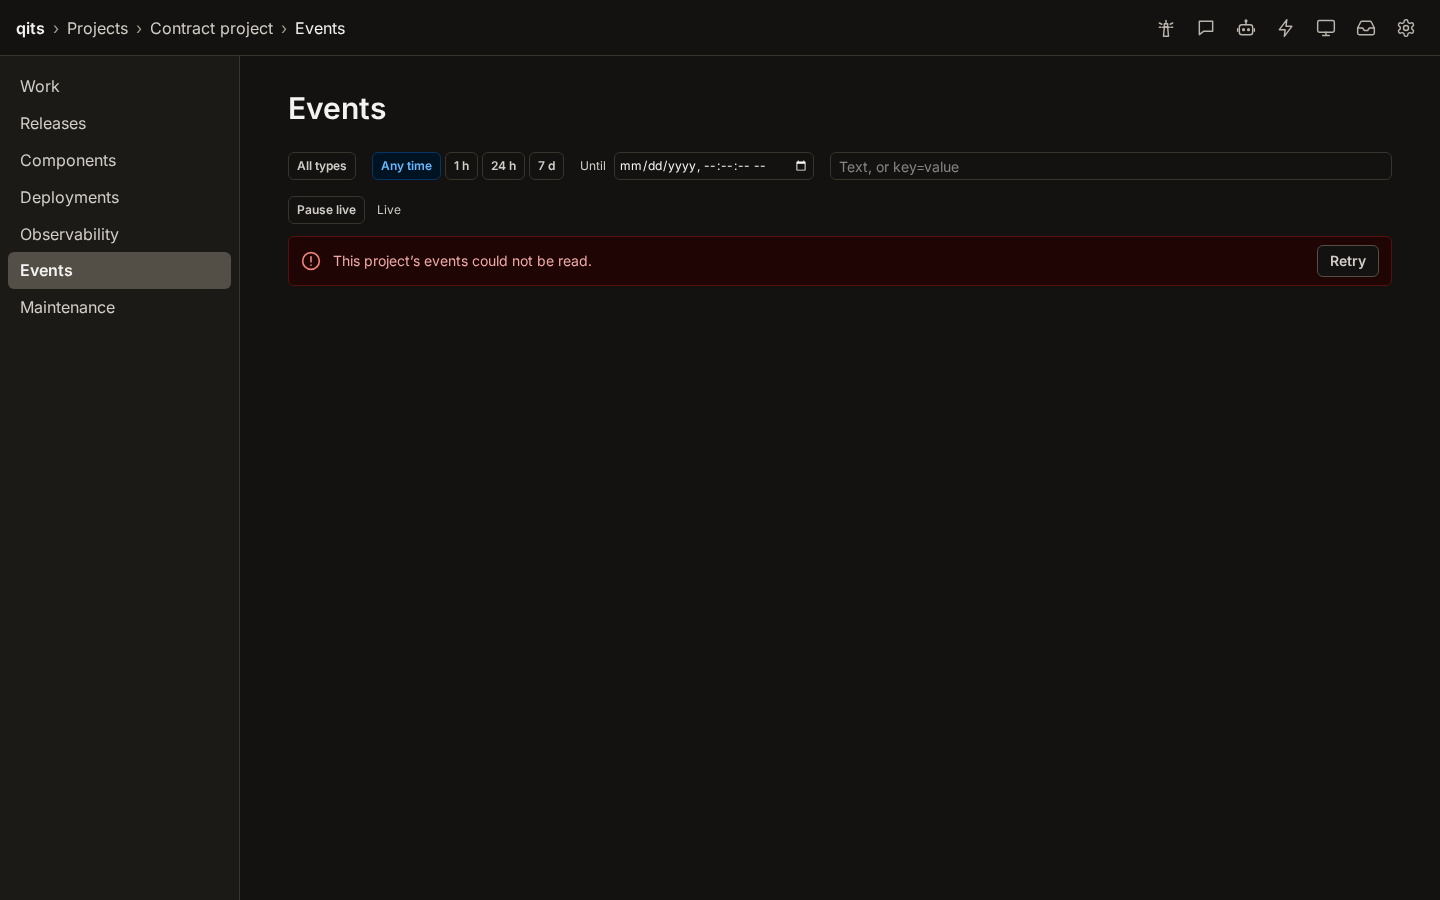 qits › Projects › Contract project › Events
Work
Releases
Components
Deployments
Observability
Events
Maintenance
Events
All types Any time 1 h 24 h 7 d Until mm/dd/yyyy, --:--:-- -- Text, or key=value
Pause live Live
This project’s events could not be read. Retry